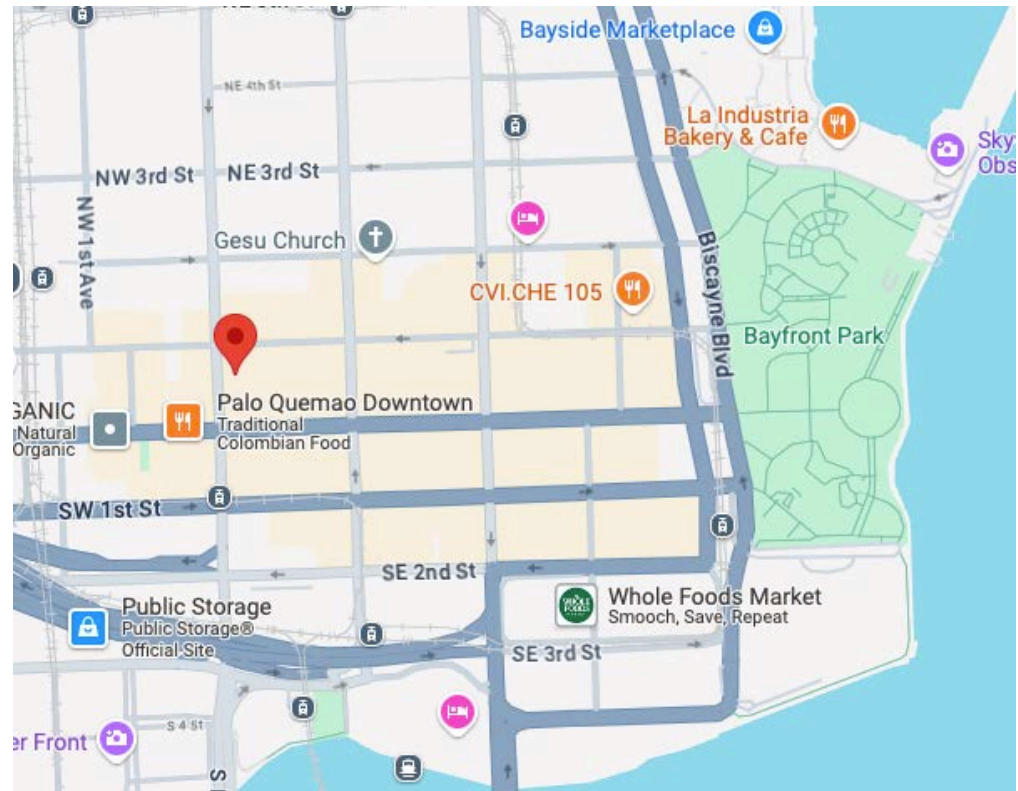 Bayside Marketplace
NE 4th St
La Industria
Bakery & Cafe
Sky
Obs
NW 3rd St
NE 3rd St
NW 1st Ave
Gesu Church
Biscayne Blvd
CVI.CHE 105
Bayfront Park
Palo Quemao Downtown
Traditional
Colombian Food
GANIC
Natural
Organic
SW 1st St
SE 2nd St
Whole Foods Market
Smooch, Save, Repeat
WHOLE
FOODS
Public Storage
Public Storage®
Official Site
SE 3rd St
S 4 St
er Front
S